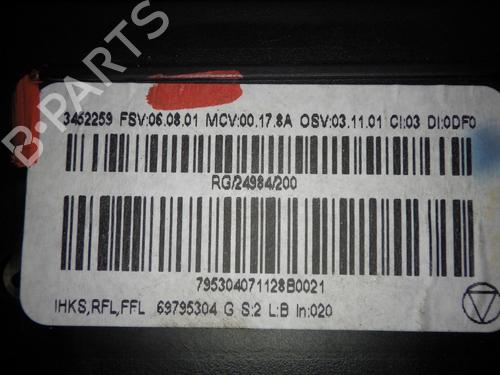 B-PARTS
3452259 FSV:06.08.01 MCV:00.17.8A OSV:03.11.01 CI:03 DI:0DF0
RG/24984/200
795304071128B0021
IHKS,RFL,FFL 69795304 G S:2 L:B In:020